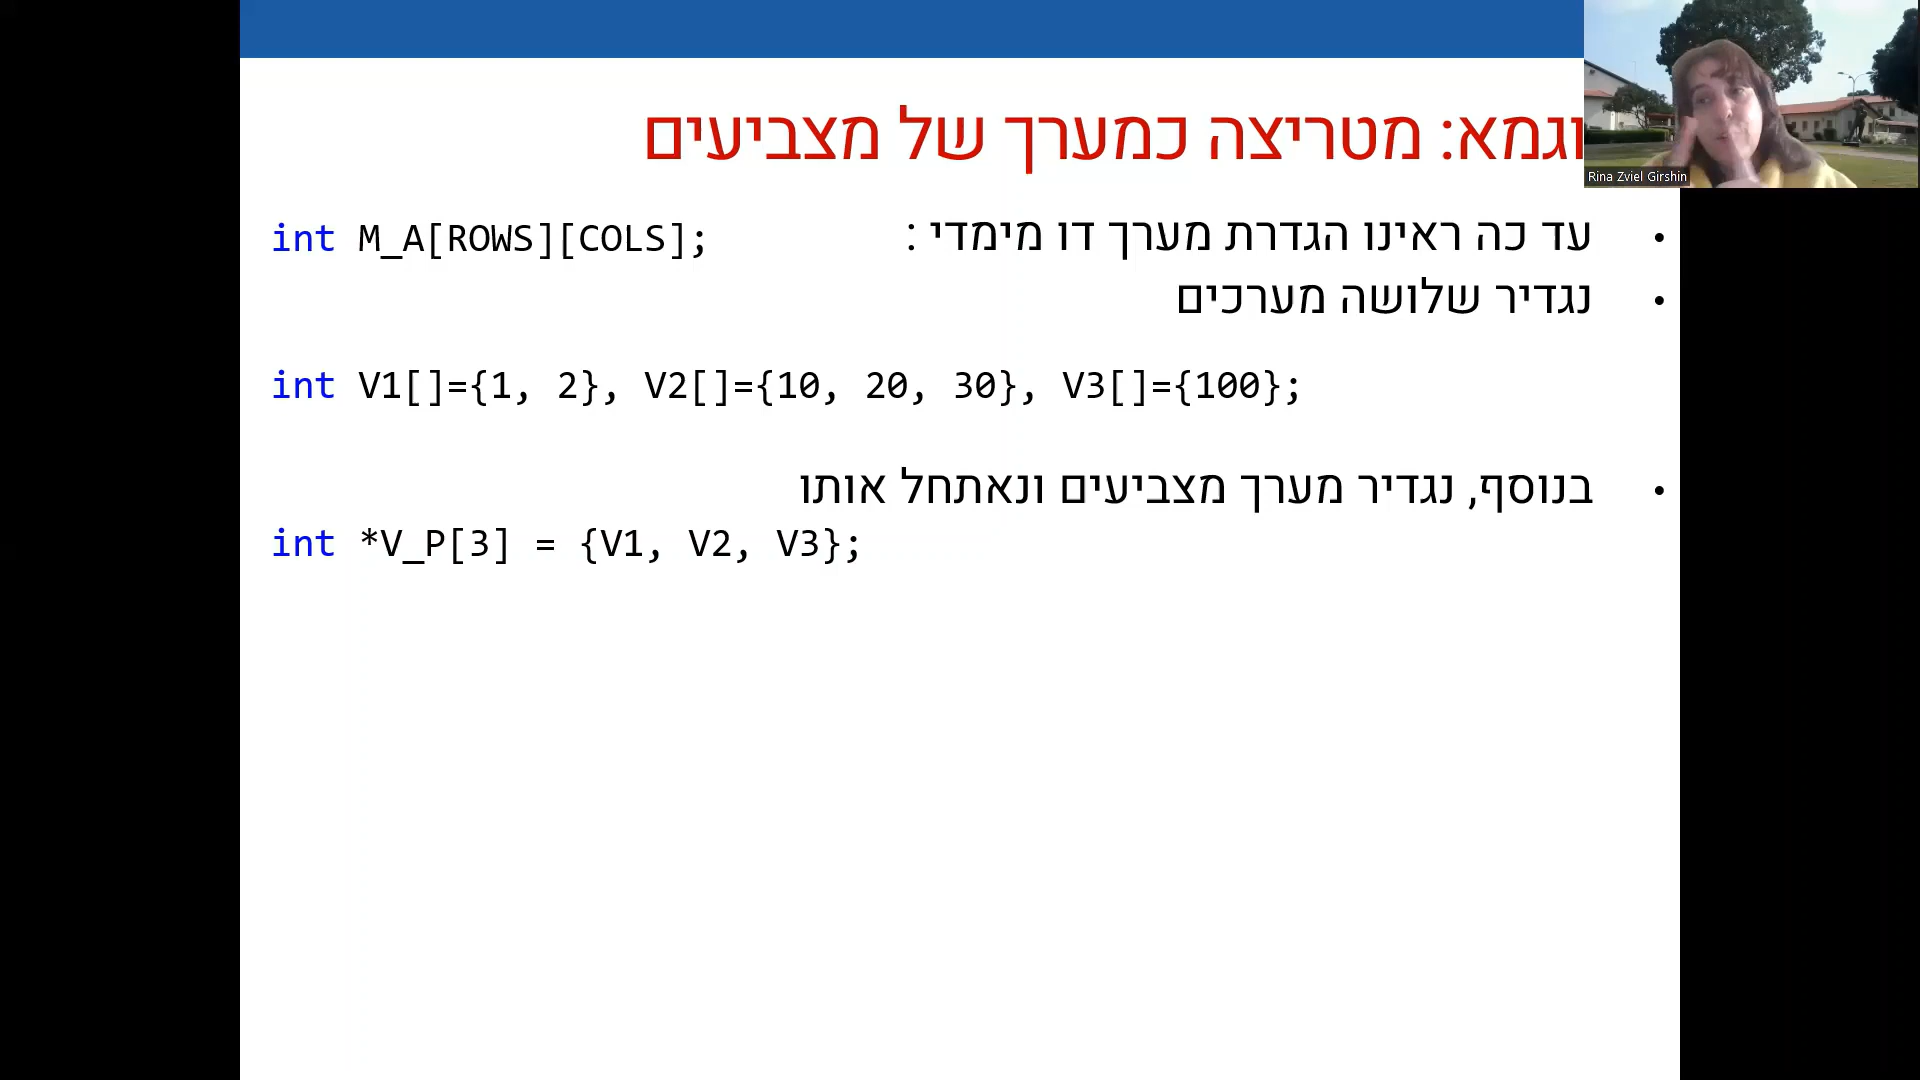 וגמא: מטריצה כמערך של מצביעים
Rina Zviel Girshin
• עד כה ראינו הגדרת מערך דו מימדי : int M_A[ROWS][COLS];
• נגדיר שלושה מערכים
int V1[]={1, 2}, V2[]={10, 20, 30}, V3[]={100};
• בנוסף, נגדיר מערך מצביעים ונאתחל אותו
int *V_P[3] = {V1, V2, V3};